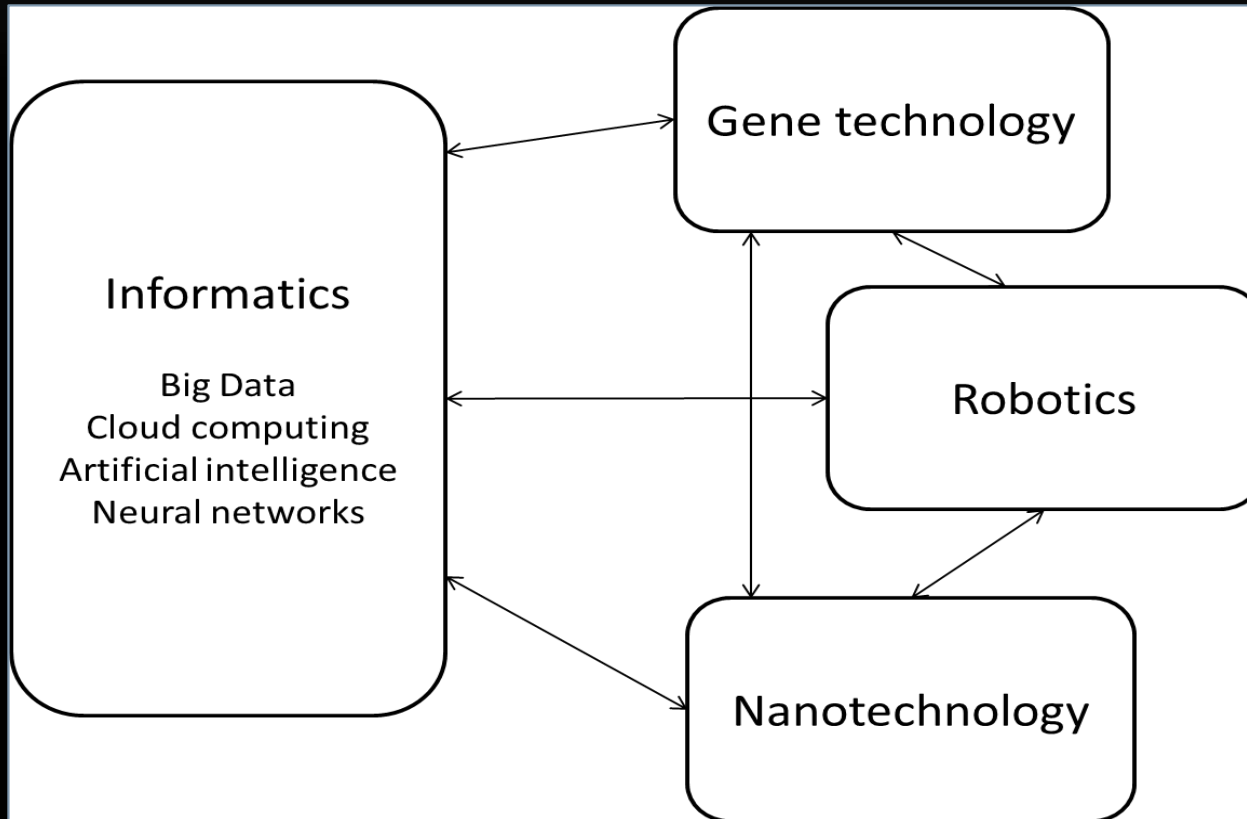 Gene technology
Informatics
Big Data
Cloud computing
Artificial intelligence
Neural networks
Robotics
Nanotechnology